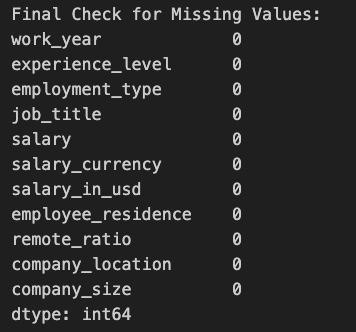 Final Check for Missing Values:
work_year             0
experience_level      0
employment_type       0
job_title             0
salary                0
salary_currency       0
salary_in_usd         0
employee_residence    0
remote_ratio          0
company_location      0
company_size          0
dtype: int64